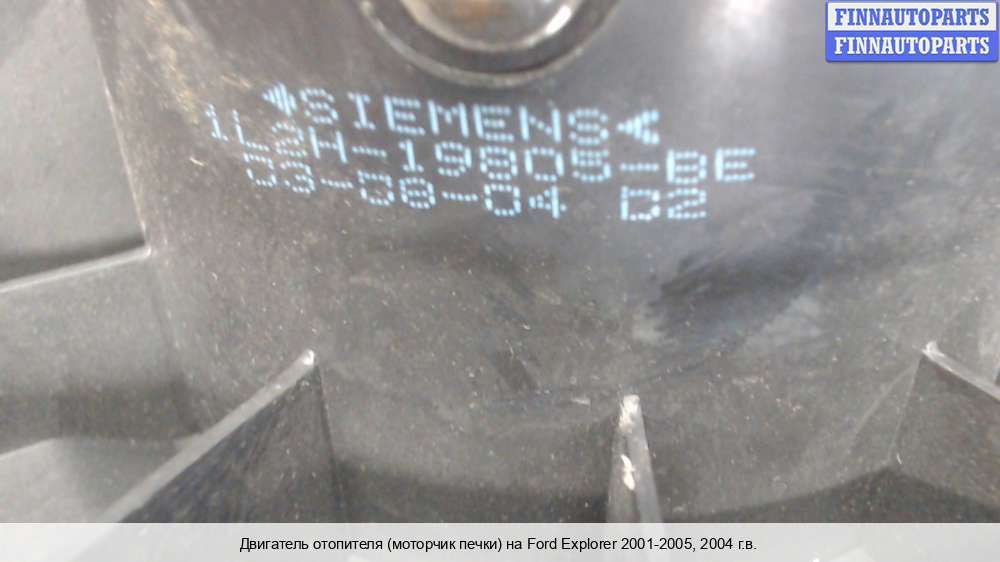 FINNAUTOPARTS
FINNAUTOPARTS
SIEMENS
1L2H-19805-BE
03-08-04 D2
Двигатель отопителя (моторчик печки) на Ford Explorer 2001-2005, 2004 г.в.